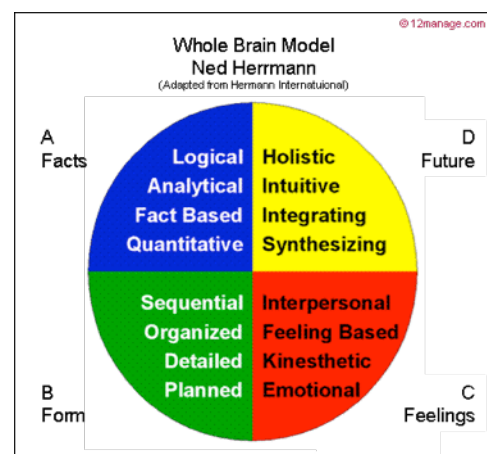 © 12manage.com
Whole Brain Model
Ned Herrmann
(Adapted from Hermann Internatuional)
A
Facts
Logical
Analytical
Fact Based
Quantitative
Holistic
Intuitive
Integrating
Synthesizing
D
Future
B
Form
Sequential
Organized
Detailed
Planned
Interpersonal
Feeling Based
Kinesthetic
Emotional
C
Feelings